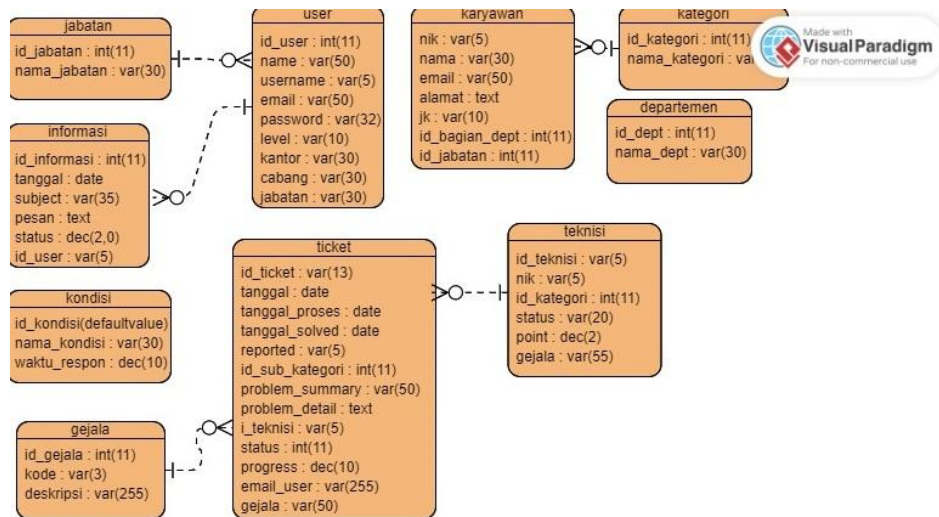 jabatan
id_jabatan : int(11)
nama_jabatan : var(30)
user
id_user : int(11)
name : var(50)
username : var(5)
email : var(50)
password : var(32)
level : var(10)
kantor : var(30)
cabang : var(30)
jabatan : var(30)
karyawan
nik : var(5)
nama : var(30)
email : var(50)
alamat : text
jk : var(10)
id_bagian_dept : int(11)
id_jabatan : int(11)
kategori
id_kategori : int(11)
nama_kategori : var
Made with
Visual Paradigm
For non-commercial use
departemen
id_dept : int(11)
nama_dept : var(30)
informasi
id_informasi : int(11)
tanggal : date
subject : var(35)
pesan : text
status : dec(2,0)
id_user : var(5)
ticket
id_ticket : var(13)
tanggal : date
tanggal_proses : date
tanggal_solved : date
reported : var(5)
id_sub_kategori : int(11)
problem_summary : var(50)
problem_detail : text
i_teknisi : var(5)
status : int(11)
progress : dec(10)
email_user : var(255)
gejala : var(50)
teknisi
id_teknisi : var(5)
nik : var(5)
id_kategori : int(11)
status : var(20)
point : dec(2)
gejala : var(55)
kondisi
id_kondisi(defaultvalue)
nama_kondisi : var(30)
waktu_respon : dec(10)
gejala
id_gejala : int(11)
kode : var(3)
deskripsi : var(255)